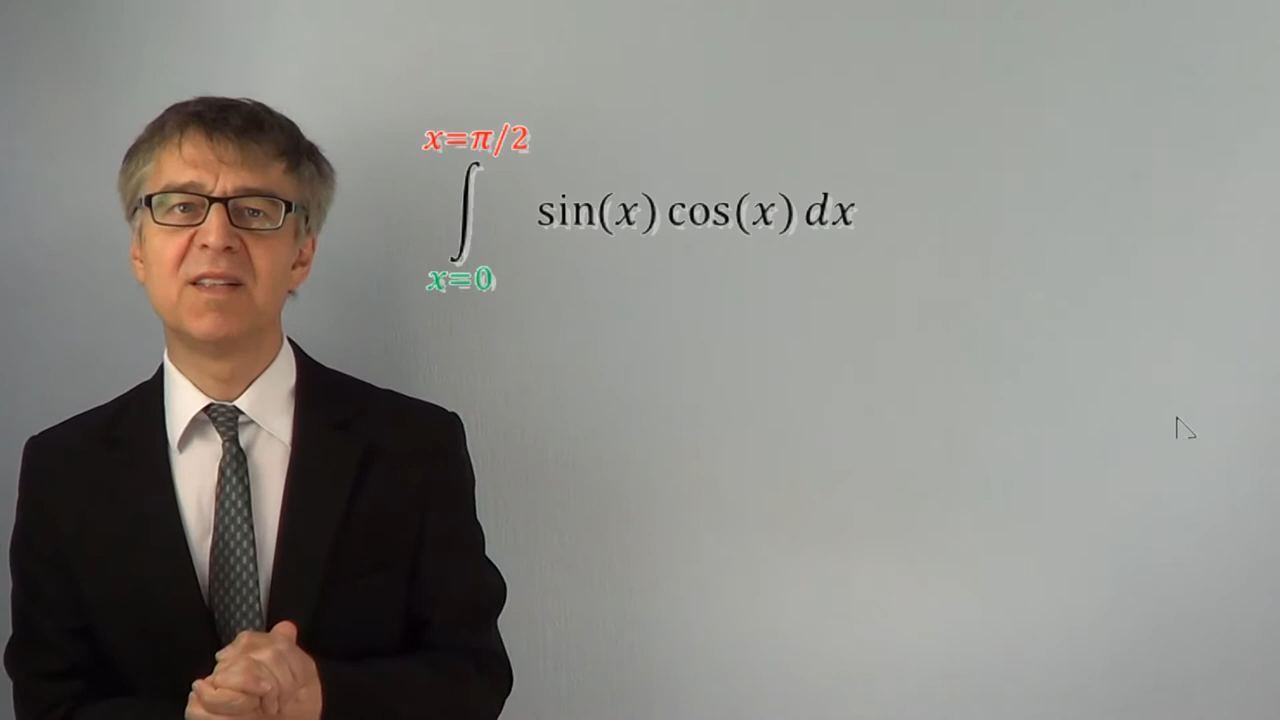 x=π/2
∫ sin(x) cos(x) dx
x=0